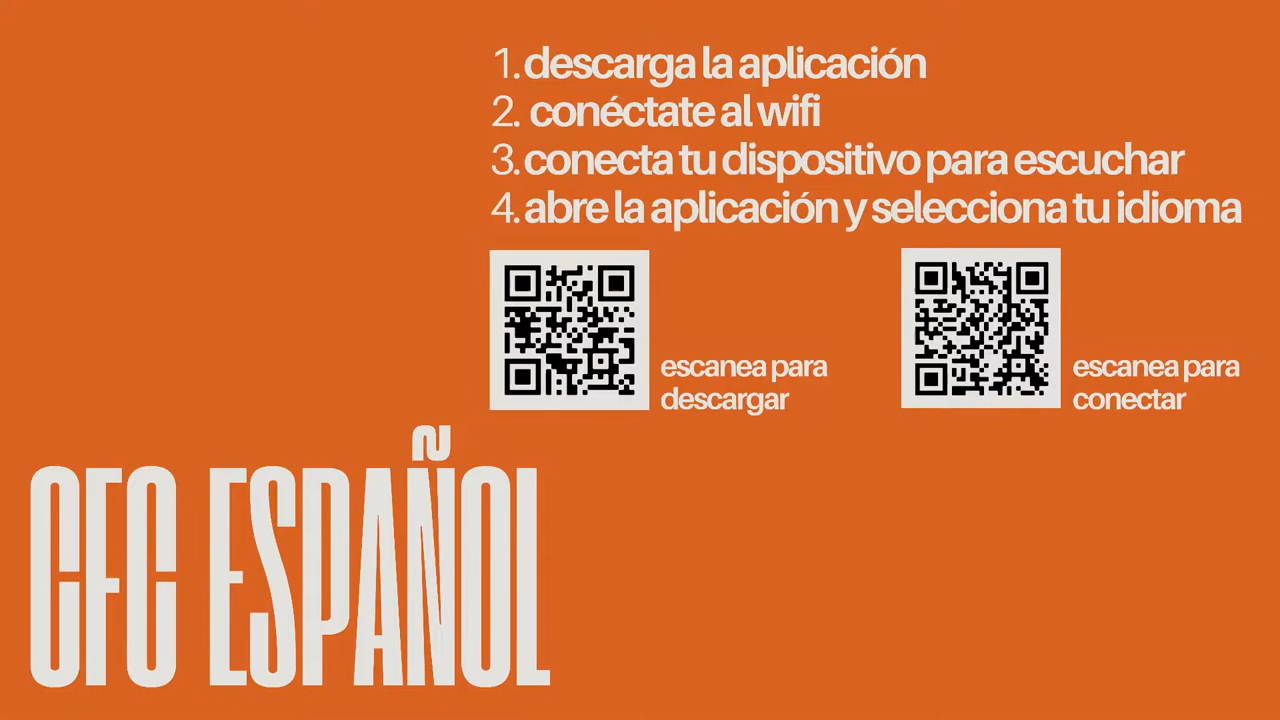 1. descarga la aplicación
2. conéctate al wifi
3. conecta tu dispositivo para escuchar
4. abre la aplicación y selecciona tu idioma
escanea para
descargar
escanea para
conectar
CFC ESPAÑOL